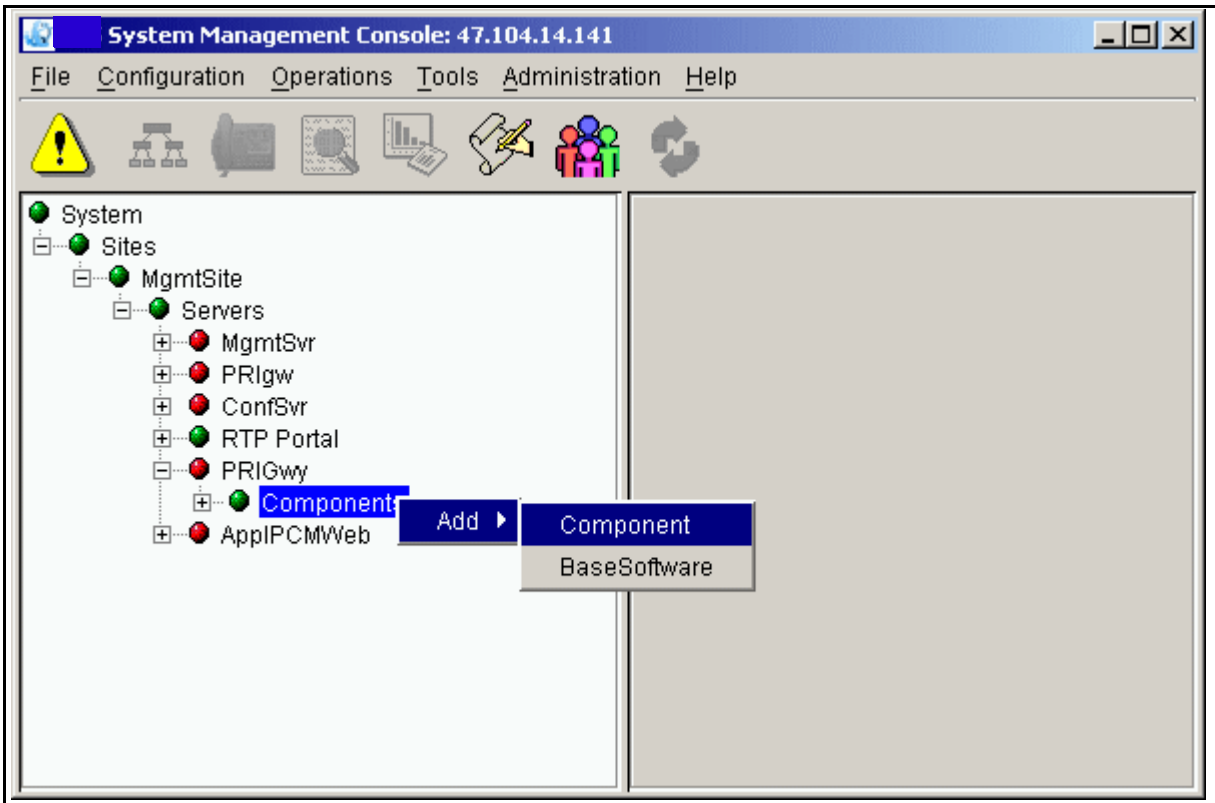 System Management Console: 47.104.14.141
File Configuration Operations Tools Administration Help
System
Sites
MgmtSite
Servers
MgmtSvr
PRIgw
ConfSvr
RTP Portal
PRIGwy
Components
Add
Component
BaseSoftware
ApplPCMWeb